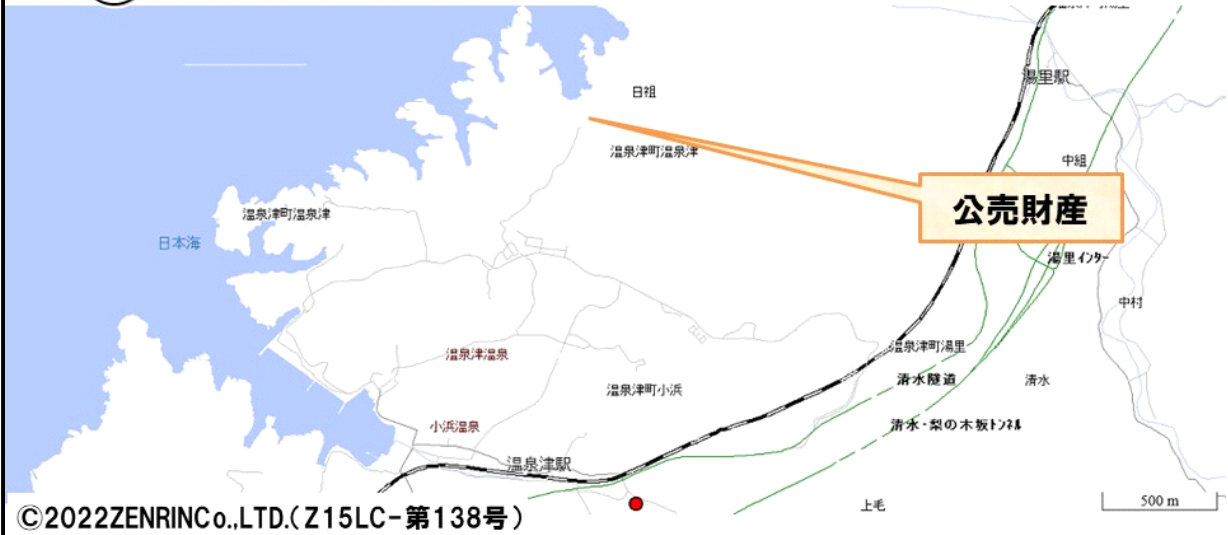 日祖
湯里駅
温泉津町温泉津
中組
公売財産
温泉津町温泉津
日本海
湯里インター
中村
温泉津町湯里
温泉津温泉
清水隧道
清水
温泉津町小浜
小浜温泉
清水・梨の木坂トンネル
温泉津駅
上毛
500 m
©2022ZENRINCo.,LTD.(Z15LC-第138号)